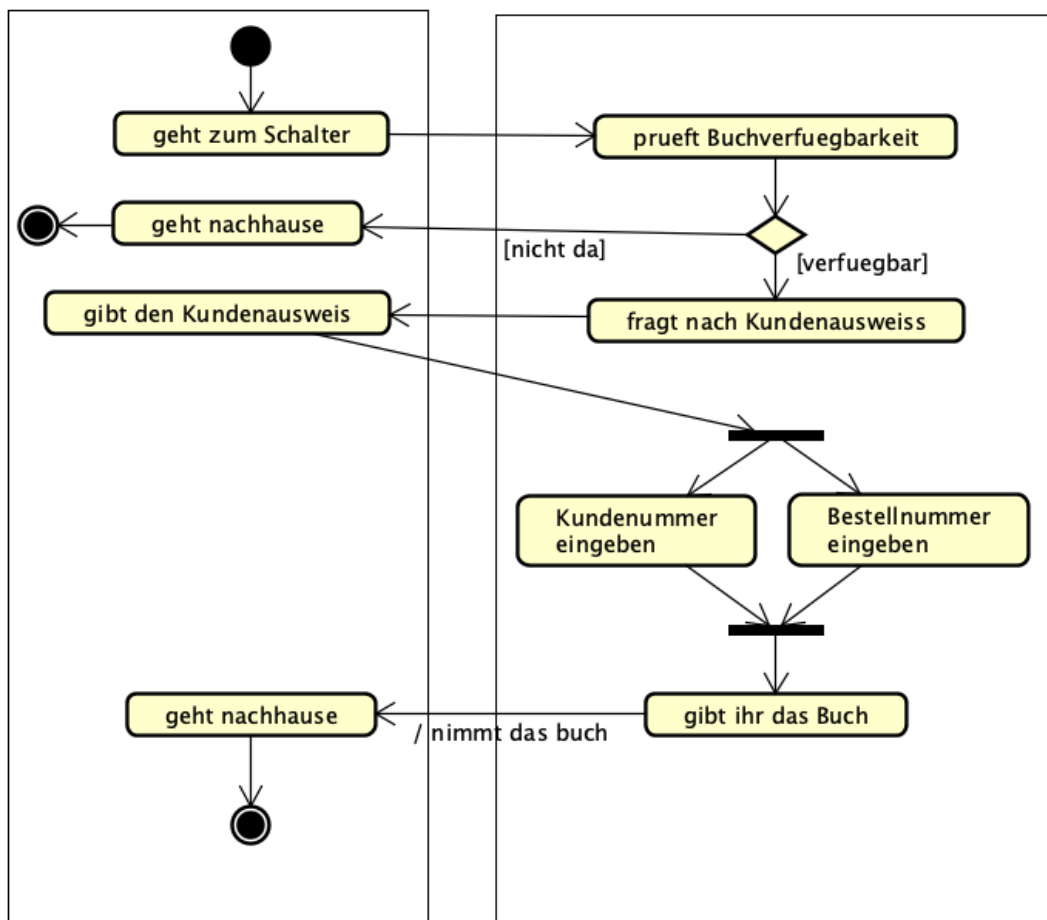 geht zum Schalter
prueft Buchverfuegbarkeit
geht nachhause
[nicht da]
[verfuegbar]
gibt den Kundenausweis
fragt nach Kundenausweiss
Kundenummer
eingeben
Bestellnummer
eingeben
geht nachhause
/ nimmt das buch
gibt ihr das Buch